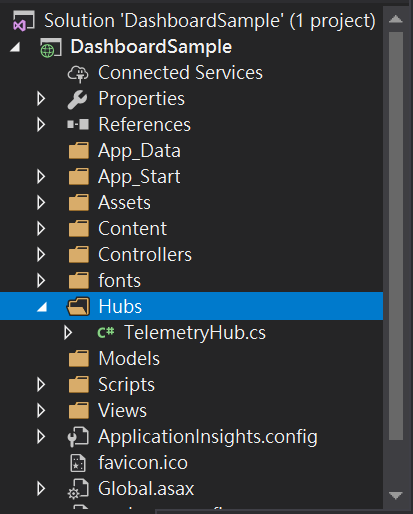 Solution 'DashboardSample' (1 project)
DashboardSample
Connected Services
Properties
References
App_Data
App_Start
Assets
Content
Controllers
fonts
Hubs
C# TelemetryHub.cs
Models
Scripts
Views
ApplicationInsights.config
favicon.ico
Global.asax